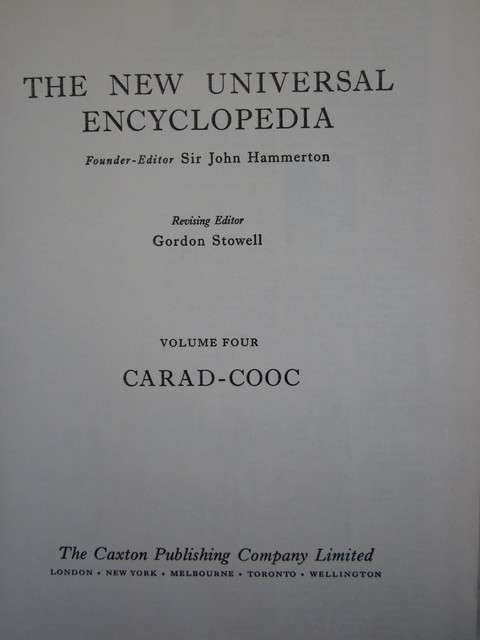 THE NEW UNIVERSAL
ENCYCLOPEDIA
Founder-Editor Sir John Hammerton
Revising Editor
Gordon Stowell
VOLUME FOUR
CARAD-COOC
The Caxton Publishing Company Limited
LONDON • NEW YORK • MELBOURNE • TORONTO • WELLINGTON